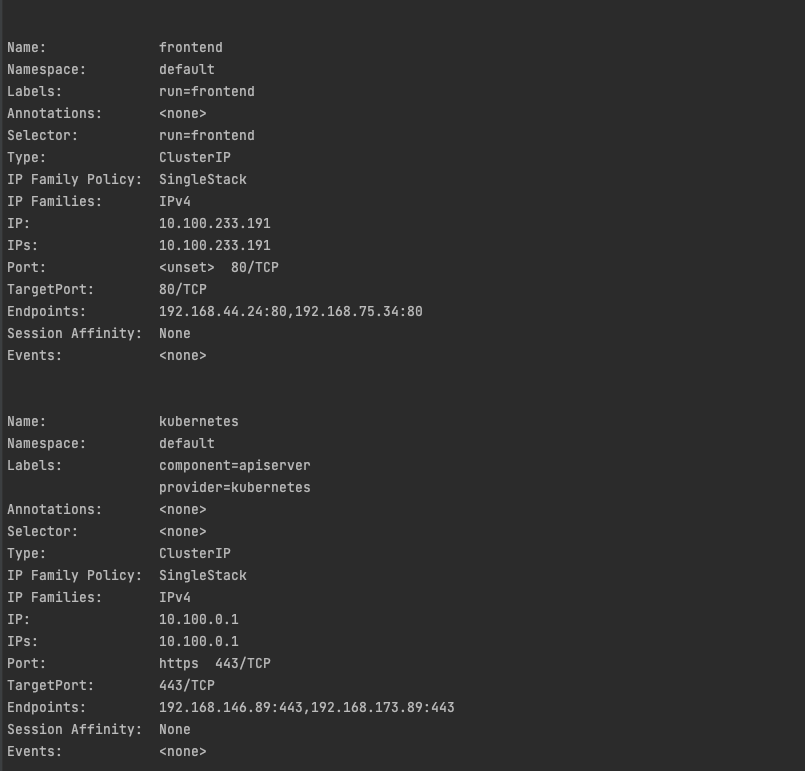 Name:              frontend
Namespace:         default
Labels:            run=frontend
Annotations:       <none>
Selector:          run=frontend
Type:              ClusterIP
IP Family Policy:  SingleStack
IP Families:       IPv4
IP:                10.100.233.191
IPs:               10.100.233.191
Port:              <unset>  80/TCP
TargetPort:        80/TCP
Endpoints:         192.168.44.24:80,192.168.75.34:80
Session Affinity:  None
Events:            <none>
Name:              kubernetes
Namespace:         default
Labels:            component=apiserver
                   provider=kubernetes
Annotations:       <none>
Selector:          <none>
Type:              ClusterIP
IP Family Policy:  SingleStack
IP Families:       IPv4
IP:                10.100.0.1
IPs:               10.100.0.1
Port:              https  443/TCP
TargetPort:        443/TCP
Endpoints:         192.168.146.89:443,192.168.173.89:443
Session Affinity:  None
Events:            <none>